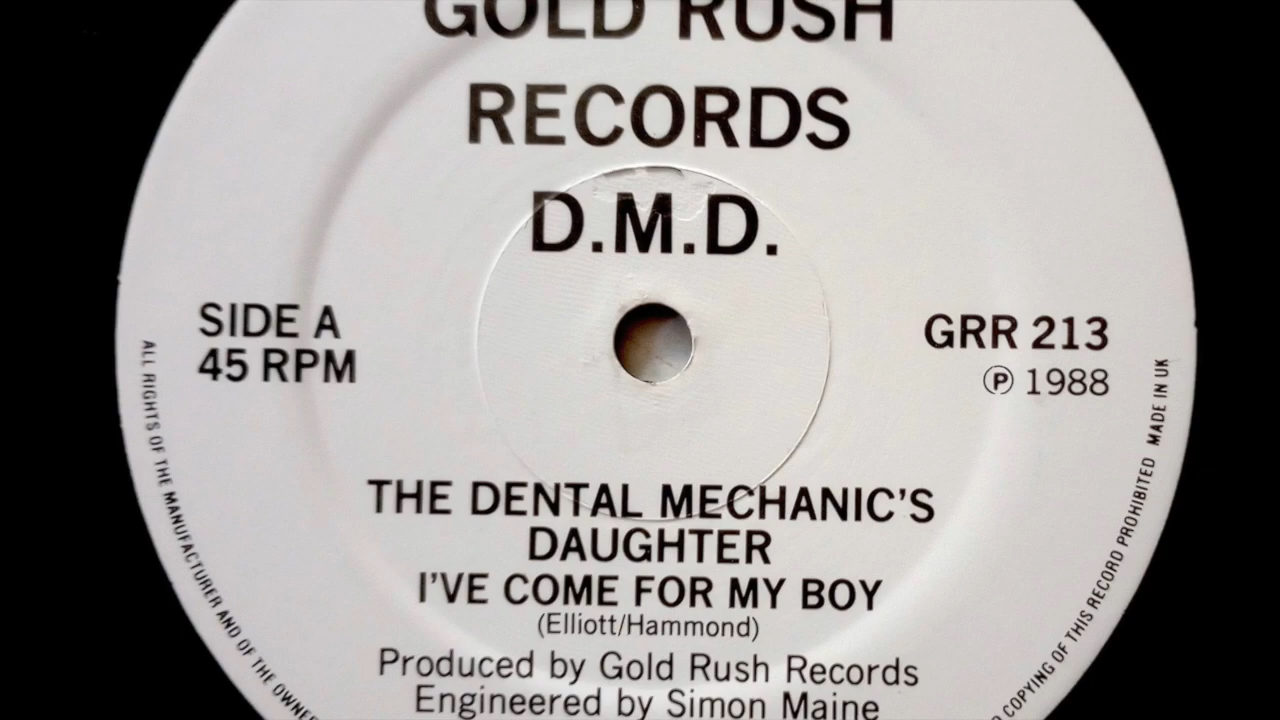 GOLD RUSH
RECORDS
D.M.D.
SIDE A
45 RPM
GRR 213
Ⓟ 1988
THE DENTAL MECHANIC'S
DAUGHTER
I'VE COME FOR MY BOY
(Elliott/Hammond)
Produced by Gold Rush Records
Engineered by Simon Maine
ALL RIGHTS OF THE MANUFACTURER AND OF THE OWNER
COPYING OF THIS RECORD PROHIBITED MADE IN UK